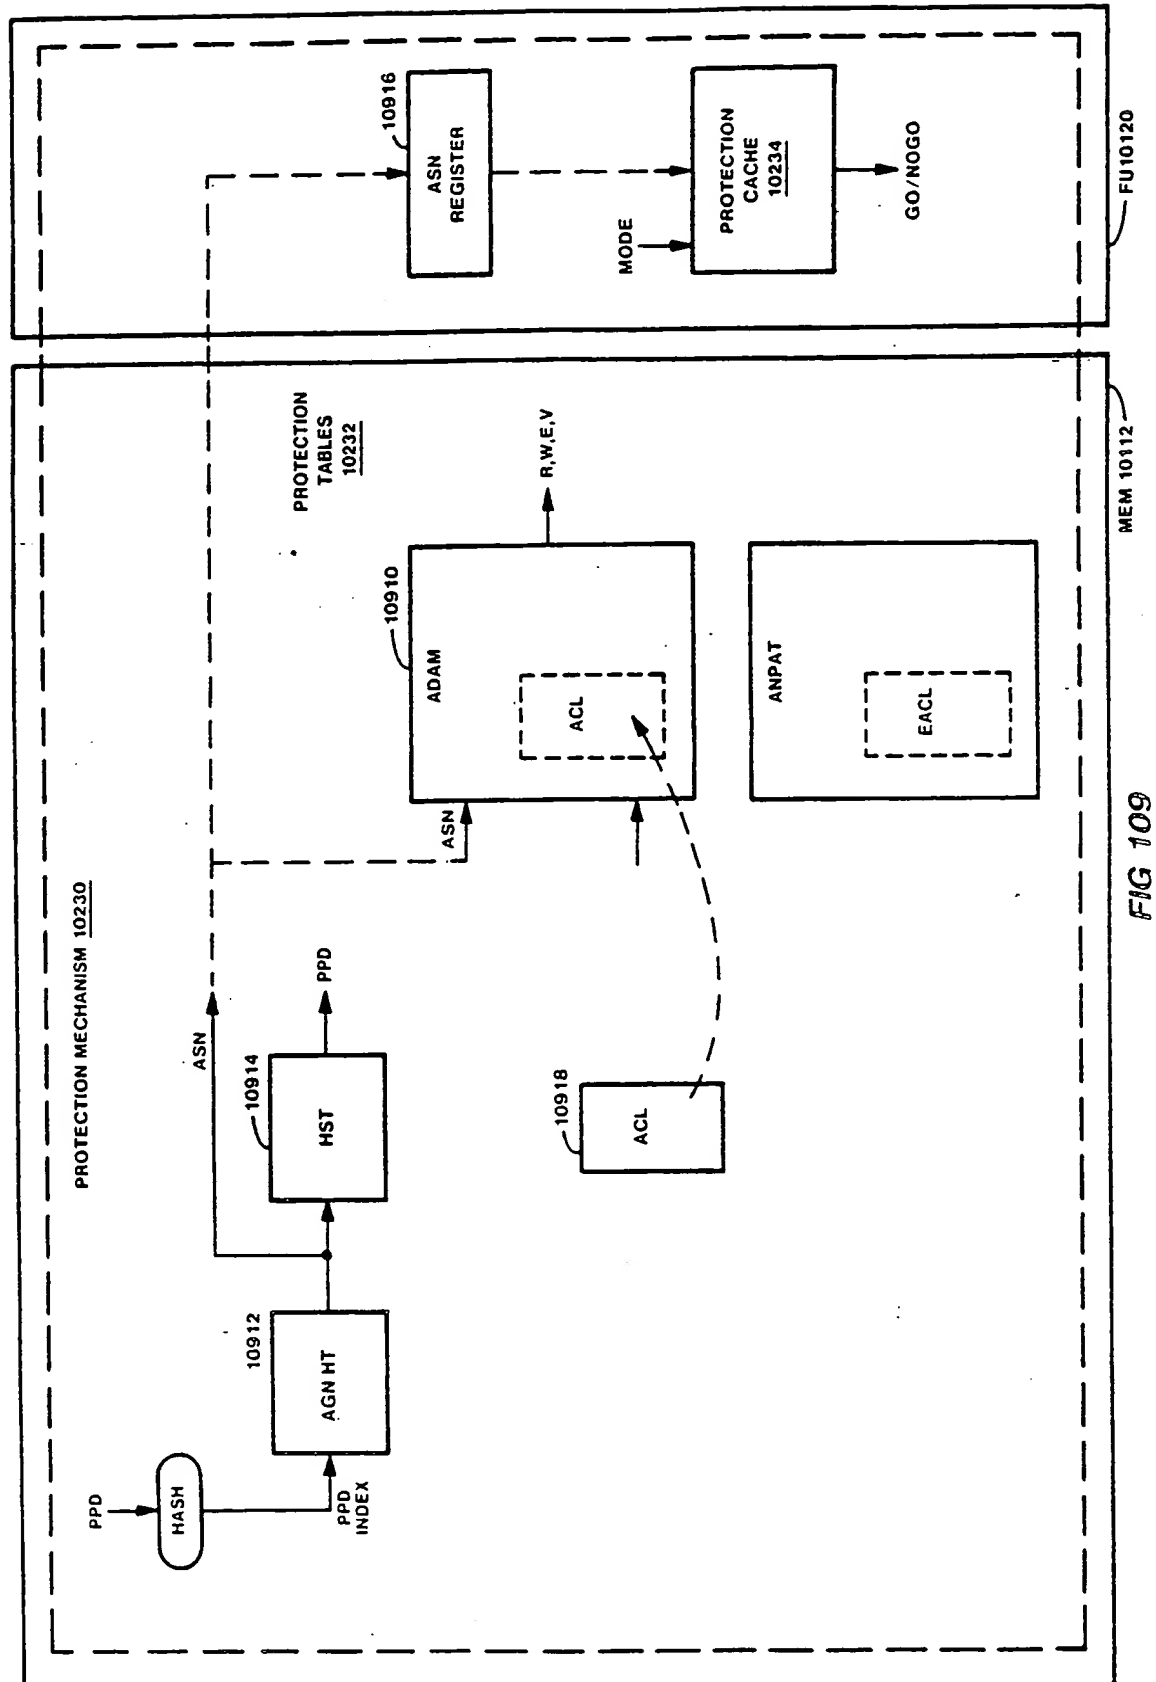 PROTECTION MECHANISM 10230
PPD
HASH
PPD
INDEX
10912
AGN HT
ASN
10914
HST
PPD
10918
ACL
PROTECTION
TABLES
10232
ASN
10910
ADAM
ACL
R,W,E,V
ANPAT
EACL
MEM 10112
10916
ASN
REGISTER
MODE
PROTECTION
CACHE
10234
GO/NOGO
FU10120
FIG 109